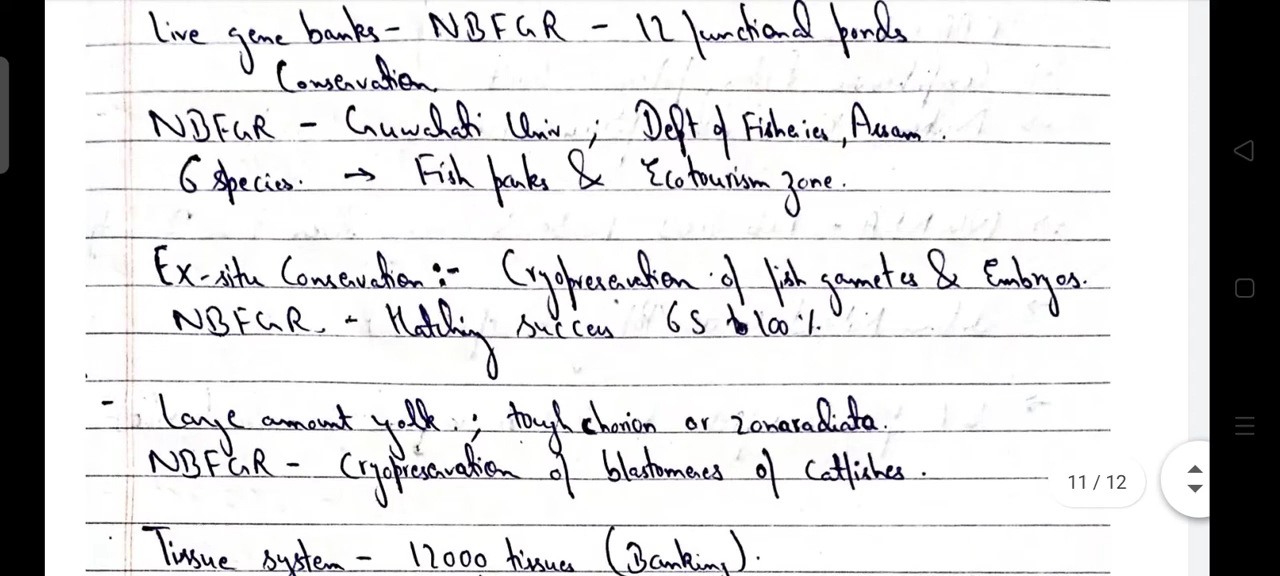 Live gene banks - NBFGR - 12 functional ponds
Conservation
NBFGR - Guwahati Univ ; Deft of Fisheries, Assam.
6 species. → Fish parks & Ecotourism zone.
Ex-situ Conservation :- Cryopreservation of fish gametes & Embryos.
NBFGR - Hatching success 65 to 100 %.
- Large amount yolk ; tough chorion or zonaradiata.
NBFGR - Cryopreservation of blastomeres of Catfishes.
11 / 12
Tissue system - 12000 tissues (Banking).